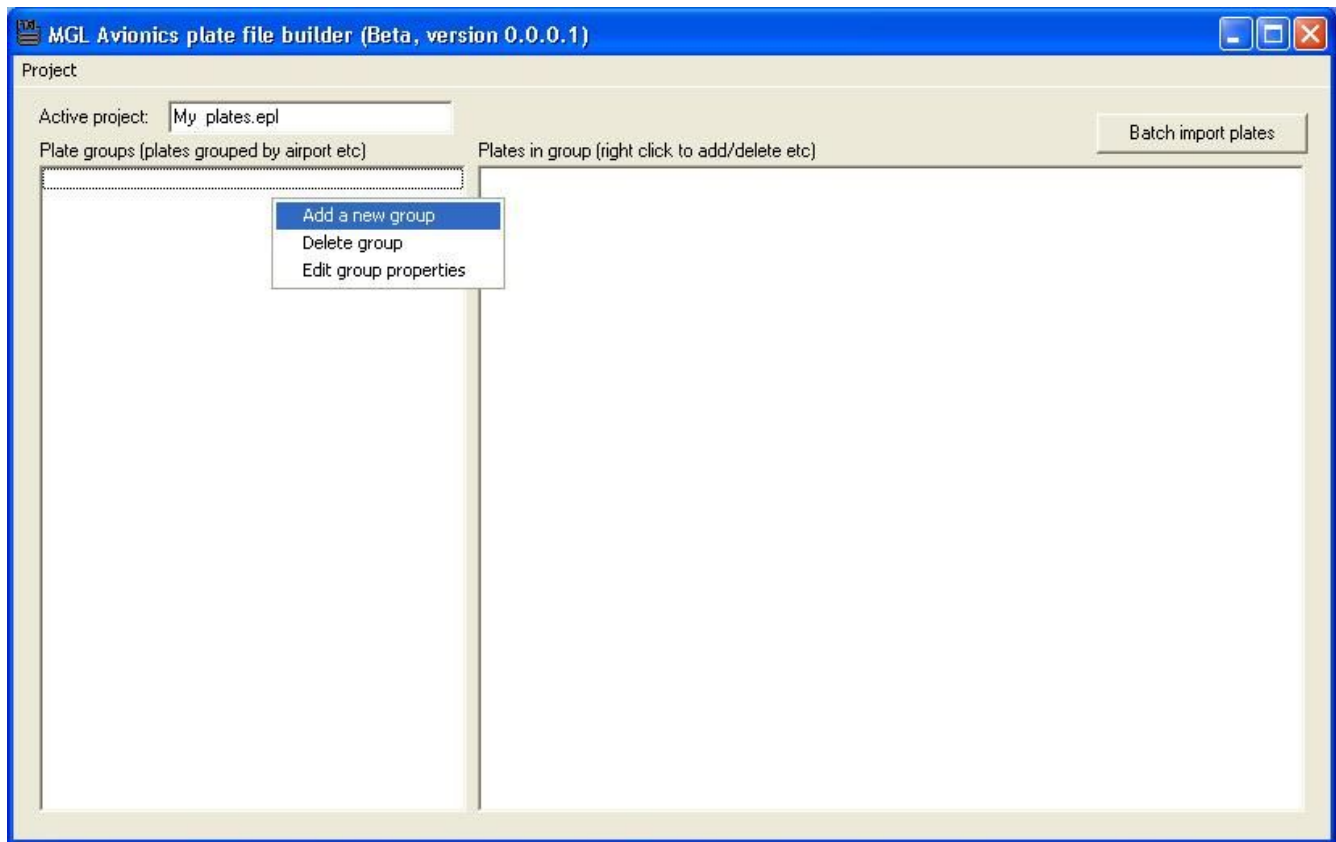 MGL Avionics plate file builder (Beta, version 0.0.0.1)
Project
Active project: My plates.epl
Batch import plates
Plate groups (plates grouped by airport etc)
Plates in group (right click to add/delete etc)
Add a new group
Delete group
Edit group properties